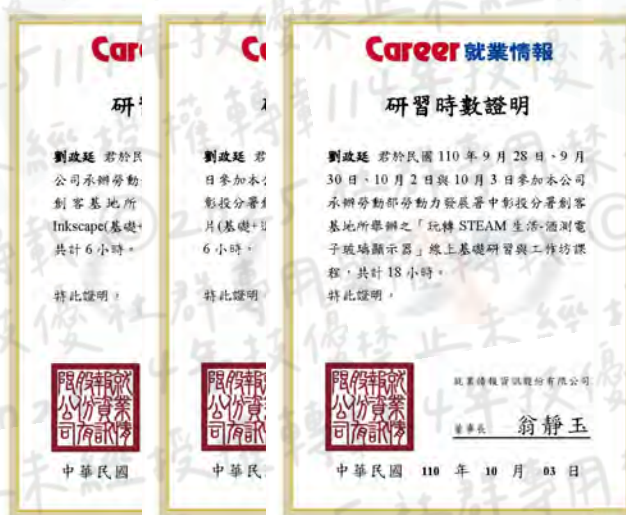 Car
研
劉政廷 君於民
公司承辦勞動
創客基地所
Inkscape(基礎+
共計 6 小時。
特此證明。
中華民國
Ca
劉政廷 君
日參加本公
彰投分署創
片(基礎+
6 小時。
特此證明
中華民
Career 就業情報
研習時數證明
劉政廷 君於民國 110 年 9 月 28 日、9 月
30 日、10 月 2 日與 10 月 3 日參加本公司
承辦勞動部勞動力發展署中彰投分署創客
基地所舉辦之「玩轉 STEAM 生活-酒測電
子玻璃顯示器」線上基礎研習與工作坊課
程,共計 18 小時。
特此證明。
就業情報資訊股份有限公司
董事長 翁靜玉
中華民國 110 年 10 月 03 日